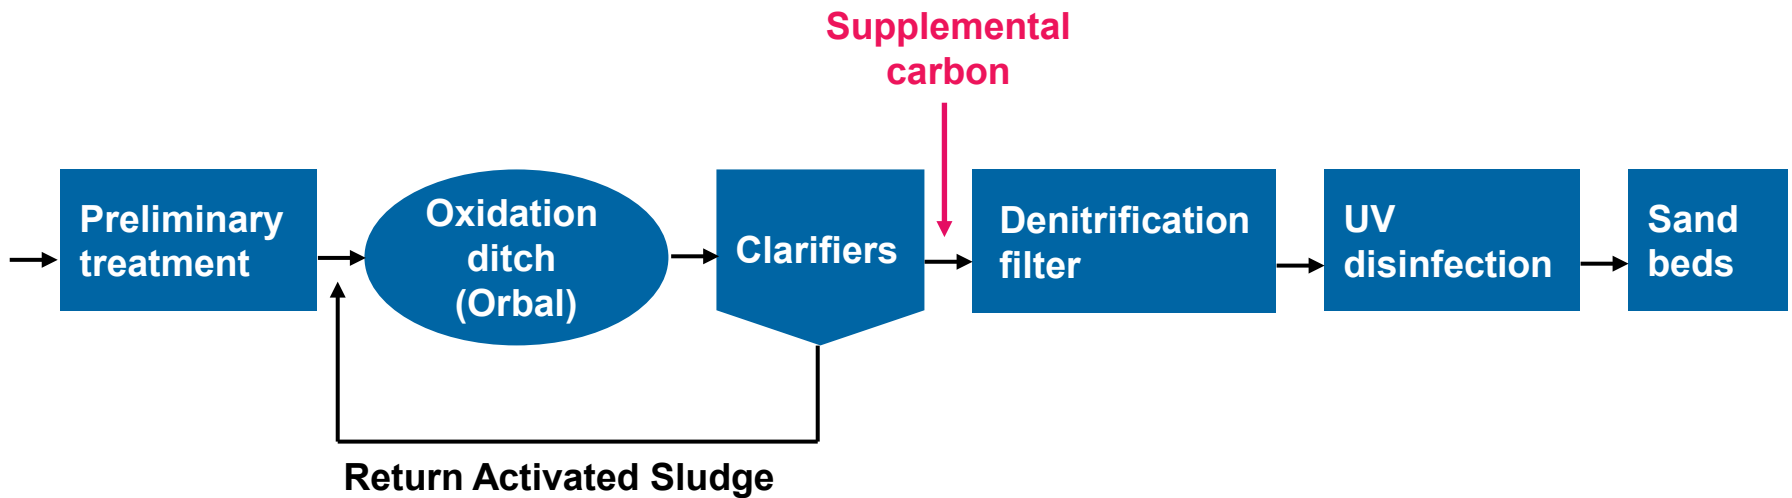 Supplemental
carbon
Preliminary
treatment
Oxidation
ditch
(Orbal)
Clarifiers
Denitrification
filter
UV
disinfection
Sand
beds
Return Activated Sludge